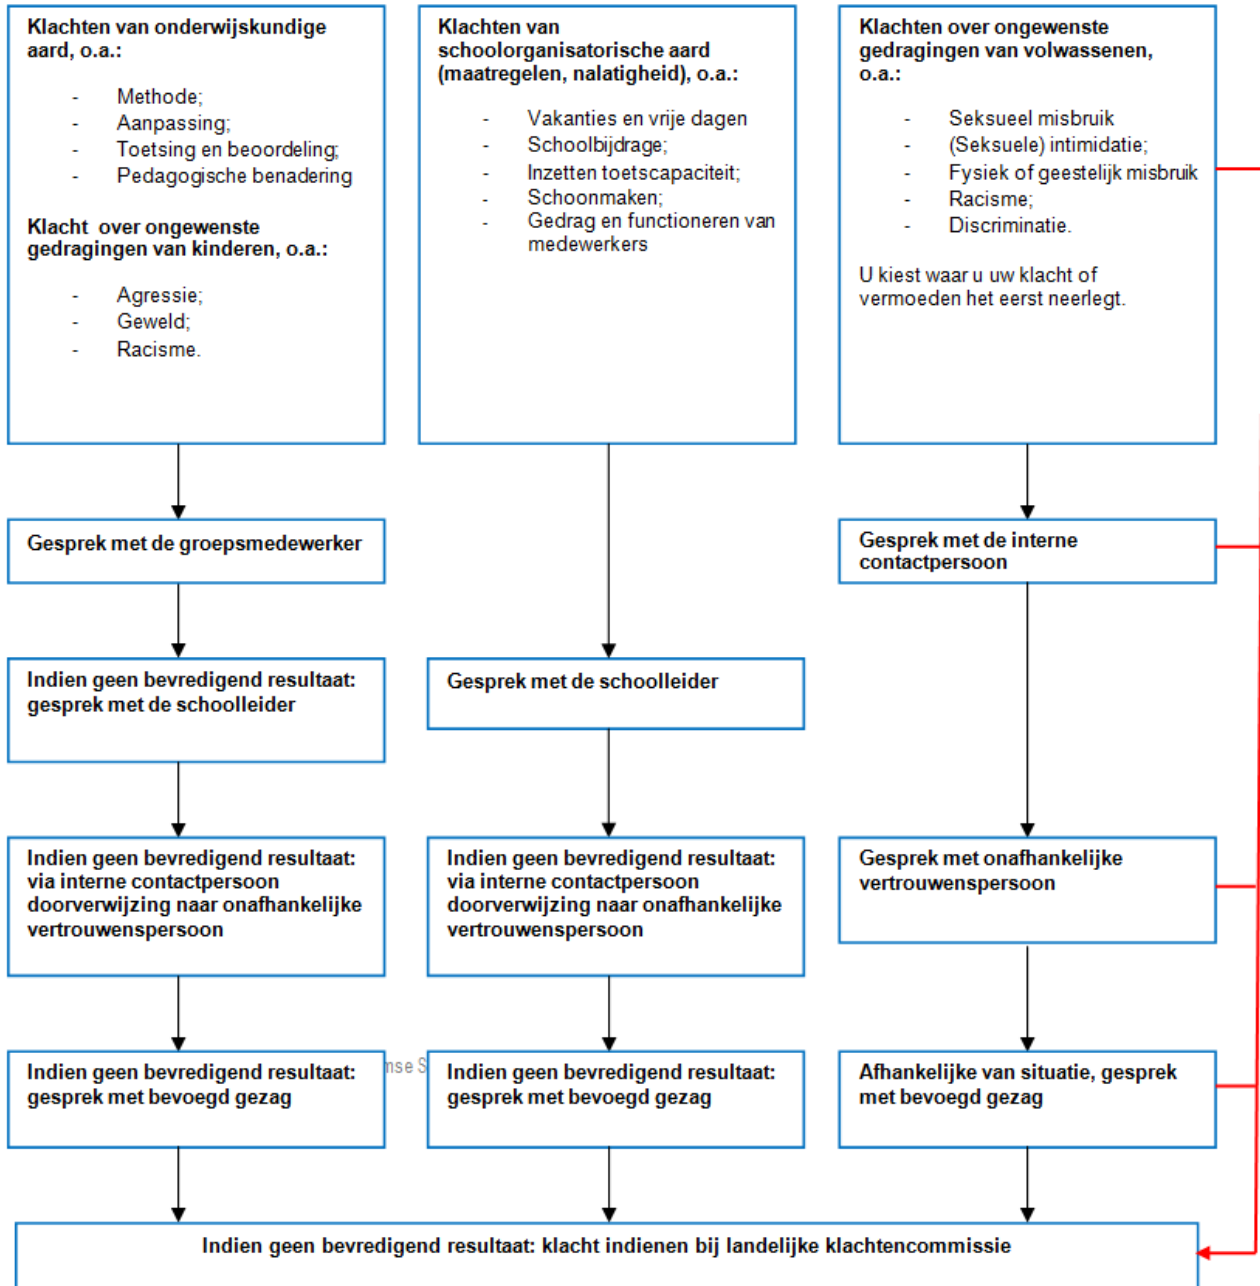 Klachten van onderwijskundige
aard, o.a.:
- Methode;
- Aanpassing;
- Toetsing en beoordeling;
- Pedagogische benadering
Klacht over ongewenste
gedragingen van kinderen, o.a.:
- Agressie;
- Geweld;
- Racisme.
Klachten van
schoolorganisatorische aard
(maatregelen, nalatigheid), o.a.:
- Vakanties en vrije dagen
- Schoolbijdrage;
- Inzetten toetscapaciteit;
- Schoonmaken;
- Gedrag en functioneren van
medewerkers
Klachten over ongewenste
gedragingen van volwassenen,
o.a.:
- Seksueel misbruik
- (Seksuele) intimidatie;
- Fysiek of geestelijk misbruik
- Racisme;
- Discriminatie.
U kiest waar u uw klacht of
vermoeden het eerst neerlegt.
Gesprek met de groepsmedewerker
Gesprek met de interne
contactpersoon
Indien geen bevredigend resultaat:
gesprek met de schoolleider
Gesprek met de schoolleider
Indien geen bevredigend resultaat:
via interne contactpersoon
doorverwijzing naar onafhankelijke
vertrouwenspersoon
Indien geen bevredigend resultaat:
via interne contactpersoon
doorverwijzing naar onafhankelijke
vertrouwenspersoon
Gesprek met onafhankelijke
vertrouwenspersoon
Indien geen bevredigend resultaat:
gesprek met bevoegd gezag
Indien geen bevredigend resultaat:
gesprek met bevoegd gezag
Afhankelijke van situatie, gesprek
met bevoegd gezag
Indien geen bevredigend resultaat: klacht indienen bij landelijke klachtencommissie